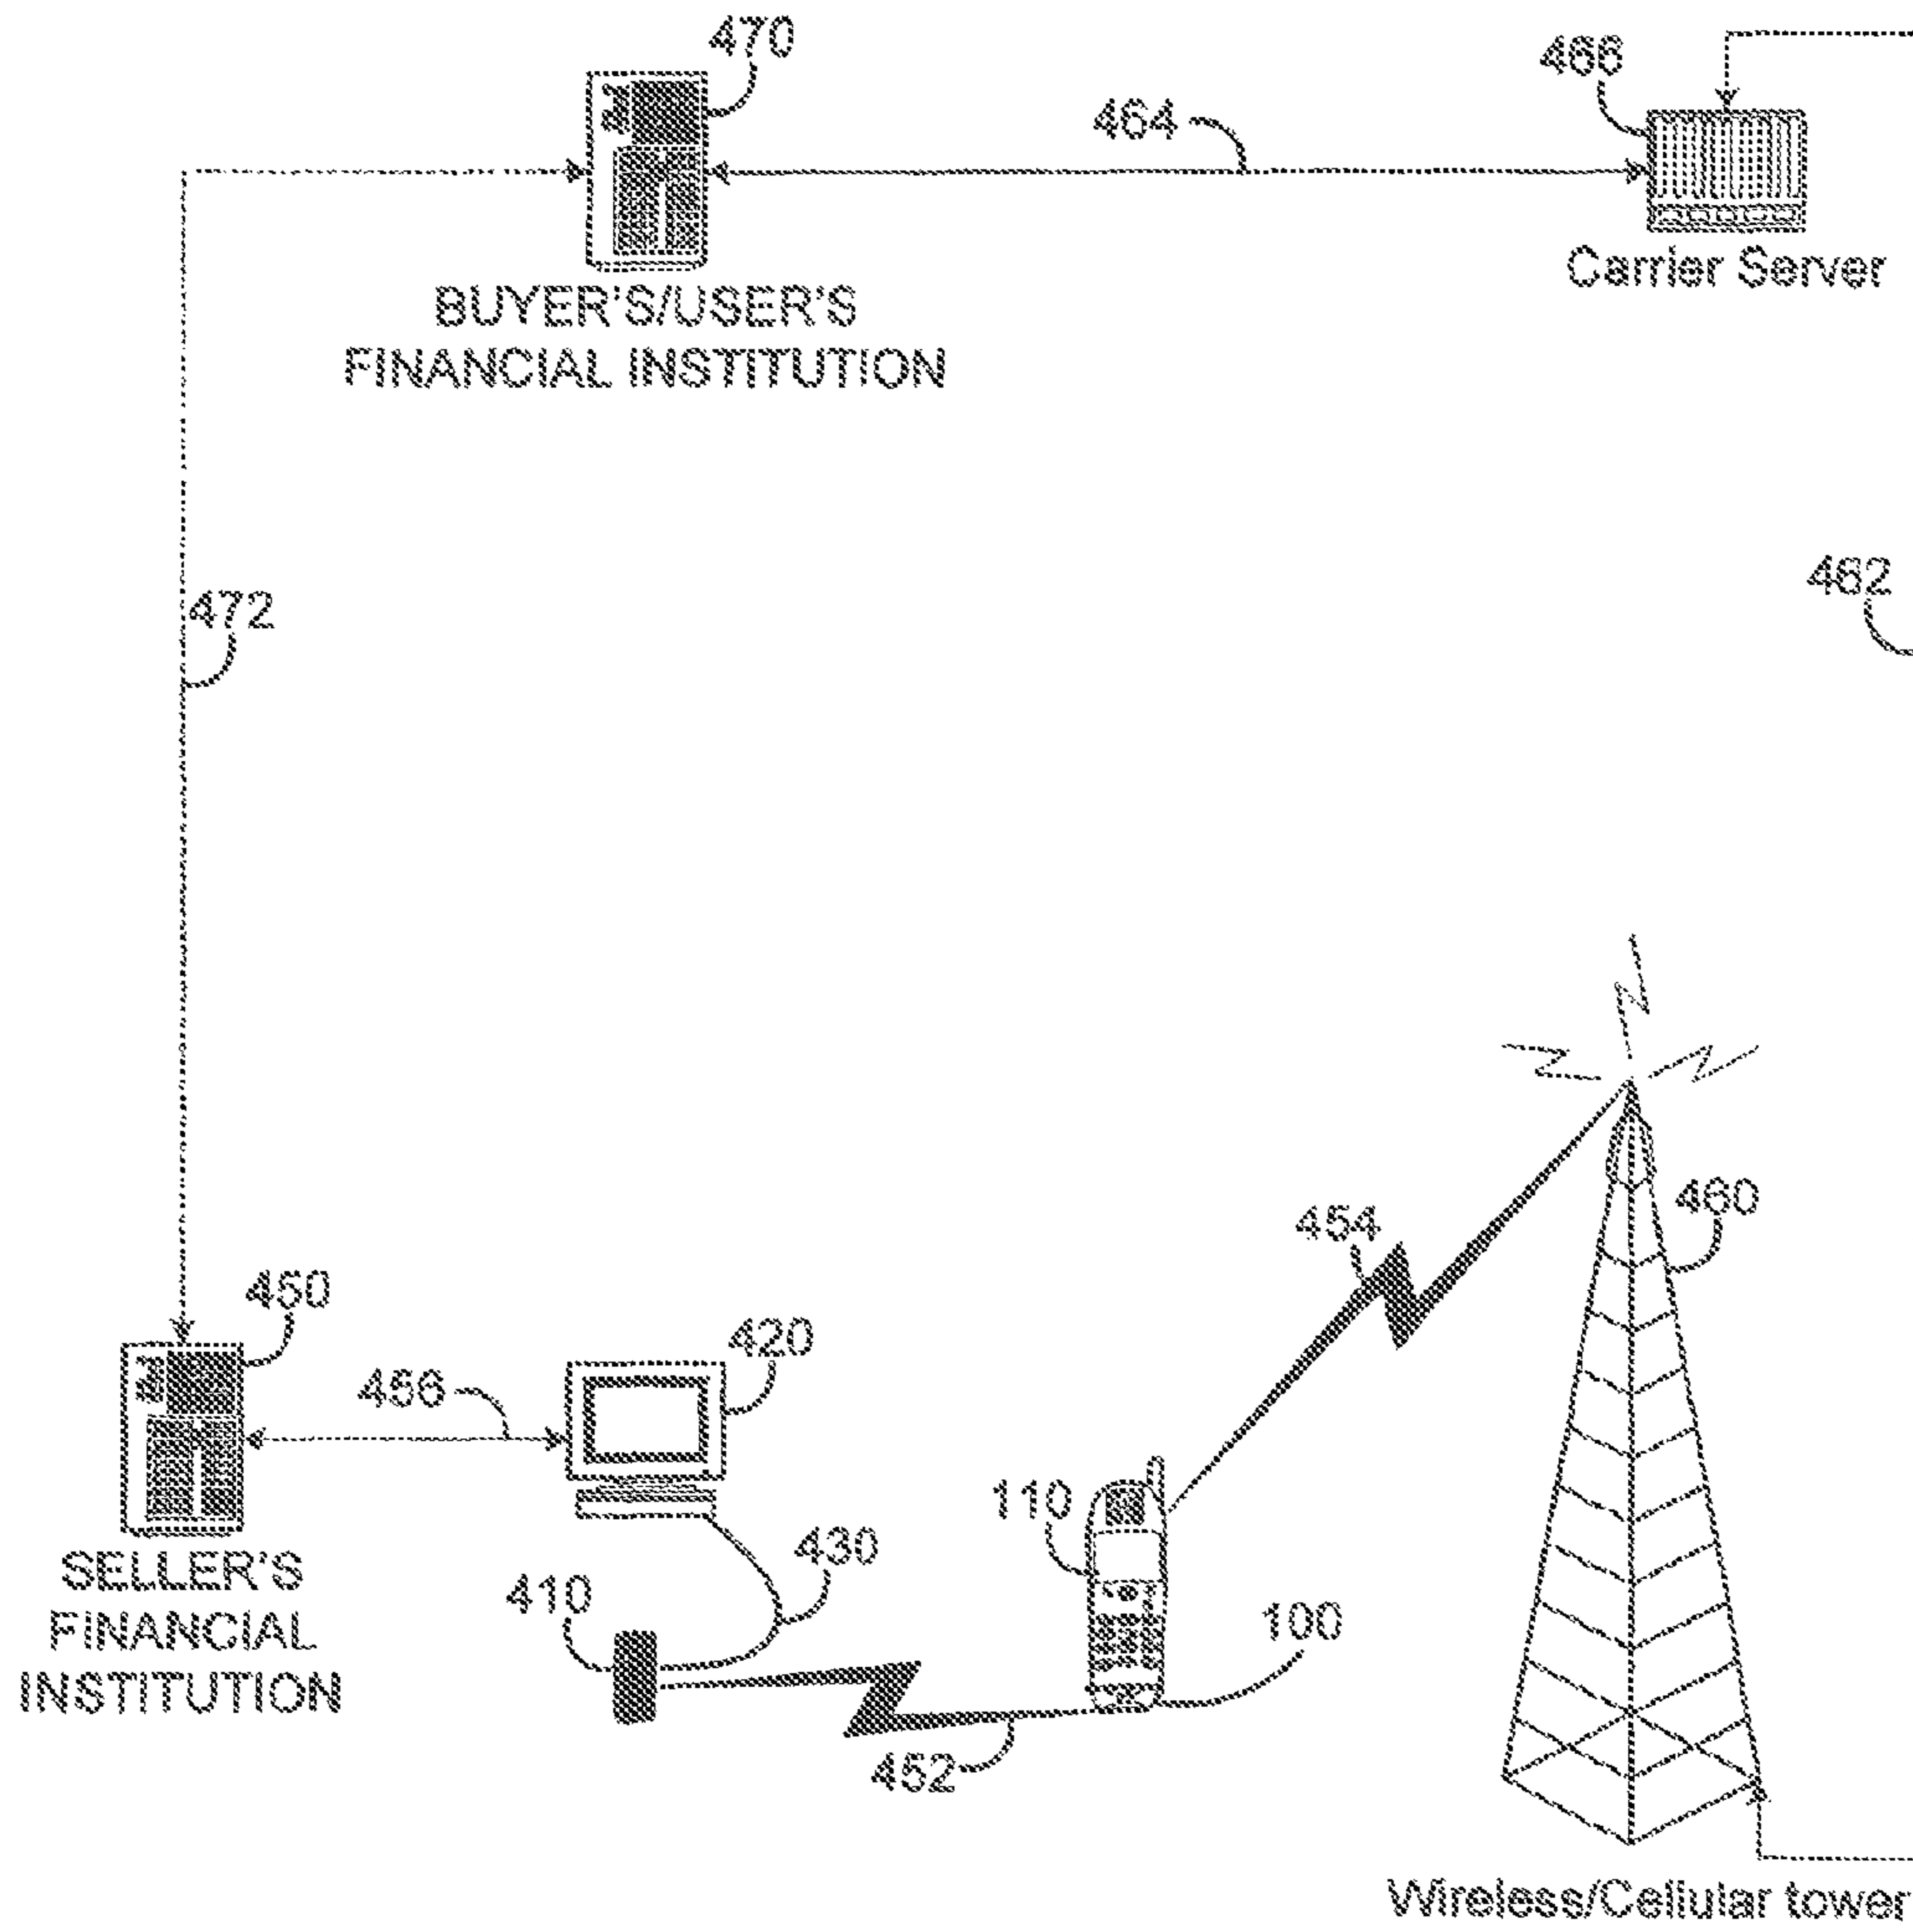 470
466
464
Carrier Server
BUYER'S/USER'S
FINANCIAL INSTITUTION
462
472
460
454
450
420
456
110
430
SELLER'S
FINANCIAL
INSTITUTION
410
100
452
Wireless/Cellular tower